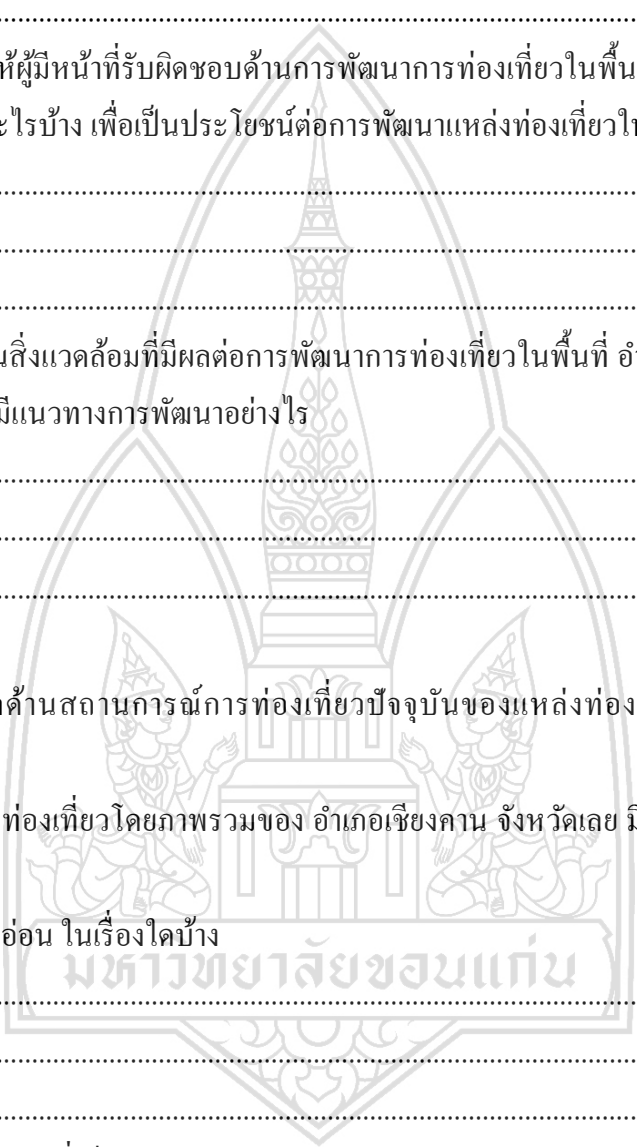 ห้ผู้มีหน้าที่รับผิดชอบด้านการพัฒนาการท่องเที่ยวในพื้น
ะไรบ้าง เพื่อเป็นประโยชน์ต่อการพัฒนาแหล่งท่องเที่ยวใน
นสิ่งแวดล้อมที่มีผลต่อการพัฒนาการท่องเที่ยวในพื้นที่ อำ
มีแนวทางการพัฒนาอย่างไร
ด้านสถานการณ์การท่องเที่ยวปัจจุบันของแหล่งท่อง
ท่องเที่ยวโดยภาพรวมของ อำเภอเชียงคาน จังหวัดเลย มี
อ่อน ในเรื่องใดบ้าง
มหาวิทยาลัยขอนแก่น